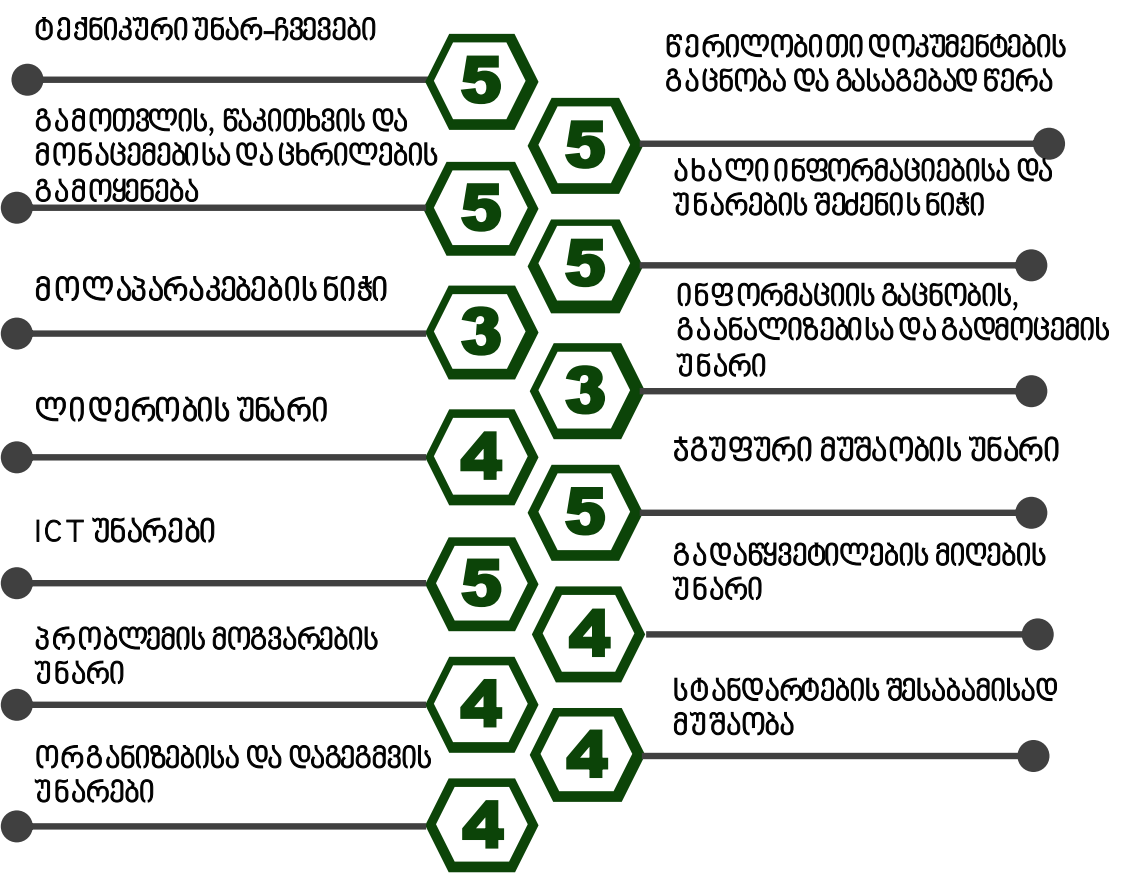 ტექნიკური უნარ-ჩვევები
5
წერილობითი დოკუმენტების
გაცნობა და გასაგებად წერა
5
გამოთვლის, წაკითხვის და
მონაცემებისა და ცხრილების
გამოყენება
5
ახალი ინფორმაციებისა და
უნარების შეძენის ნიჭი
5
მოლაპარაკებების ნიჭი
3
ინფორმაციის გაცნობის,
გაანალიზებისა და გადმოცემის
უნარი
3
ლიდერობის უნარი
4
ჯგუფური მუშაობის უნარი
5
ICT უნარები
5
გადაწყვეტილების მიღების
უნარი
4
პრობლემის მოგვარების
უნარი
4
სტანდარტების შესაბამისად
მუშაობა
4
ორგანიზებისა და დაგეგმვის
უნარები
4